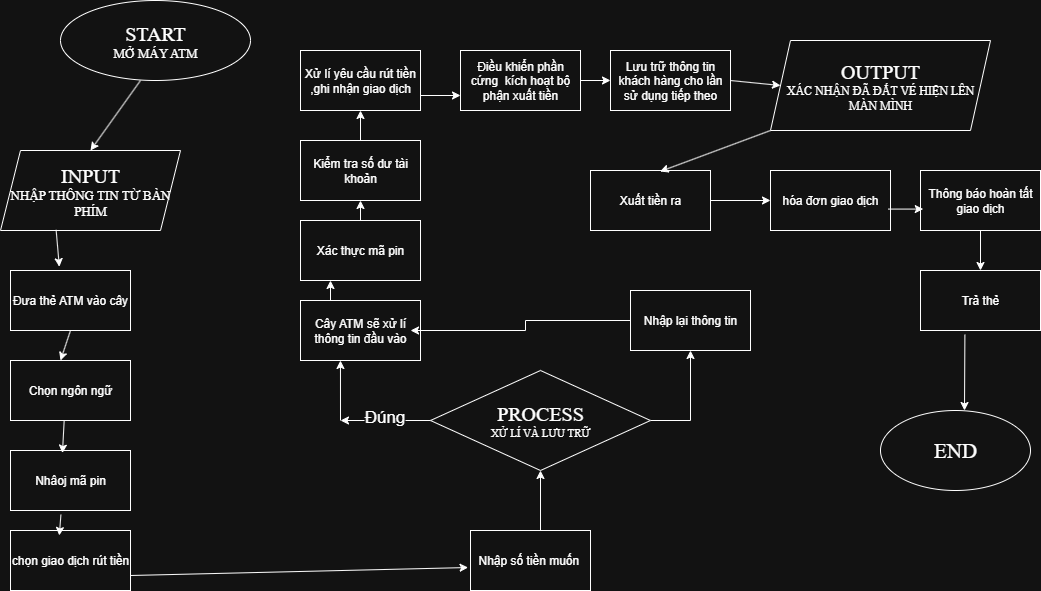 START
MỞ MÁY ATM
INPUT
NHẬP THÔNG TIN TỪ BÀN
PHÍM
Đưa thẻ ATM vào cây
Chọn ngôn ngữ
Nhâoj mã pin
chọn giao dịch rút tiền
Nhập số tiền muốn
PROCESS
XỬ LÍ VÀ LƯU TRỮ
Đúng
Nhập lại thông tin
Cây ATM sẽ xử lí
thông tin đầu vào
Xác thực mã pin
Kiểm tra số dư tài
khoản
Xử lí yêu cầu rút tiền
,ghi nhận giao dịch
Điều khiển phần
cứng kích hoạt bộ
phận xuất tiền
Lưu trữ thông tin
khách hàng cho lần
sử dụng tiếp theo
OUTPUT
XÁC NHẬN ĐÃ ĐẤT VÉ HIỆN LÊN
MÀN MÌNH
Xuất tiền ra
hóa đơn giao dịch
Thông báo hoàn tất
giao dịch
Trả thẻ
END